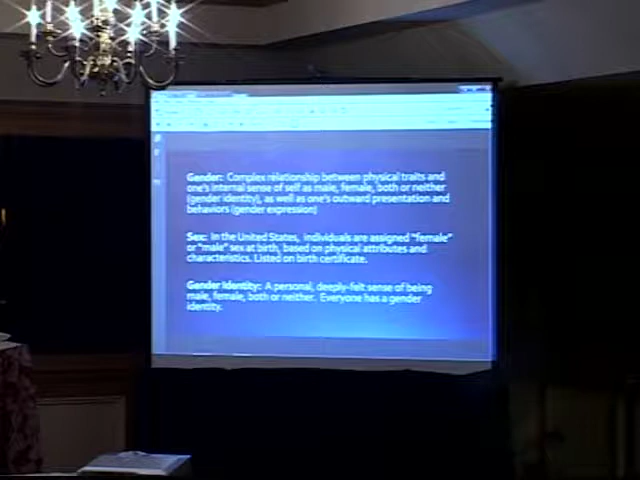 Gender: Complex relationship between physical traits and
one's internal sense of self as male, female, both or neither
(gender identity), as well as one's outward presentation and
behaviors (gender expression)
Sex: In the United States, individuals are assigned "female"
or "male" sex at birth, based on physical attributes and
characteristics. Listed on birth certificate.
Gender Identity: A personal, deeply-felt sense of being
male, female, both or neither. Everyone has a gender
identity.